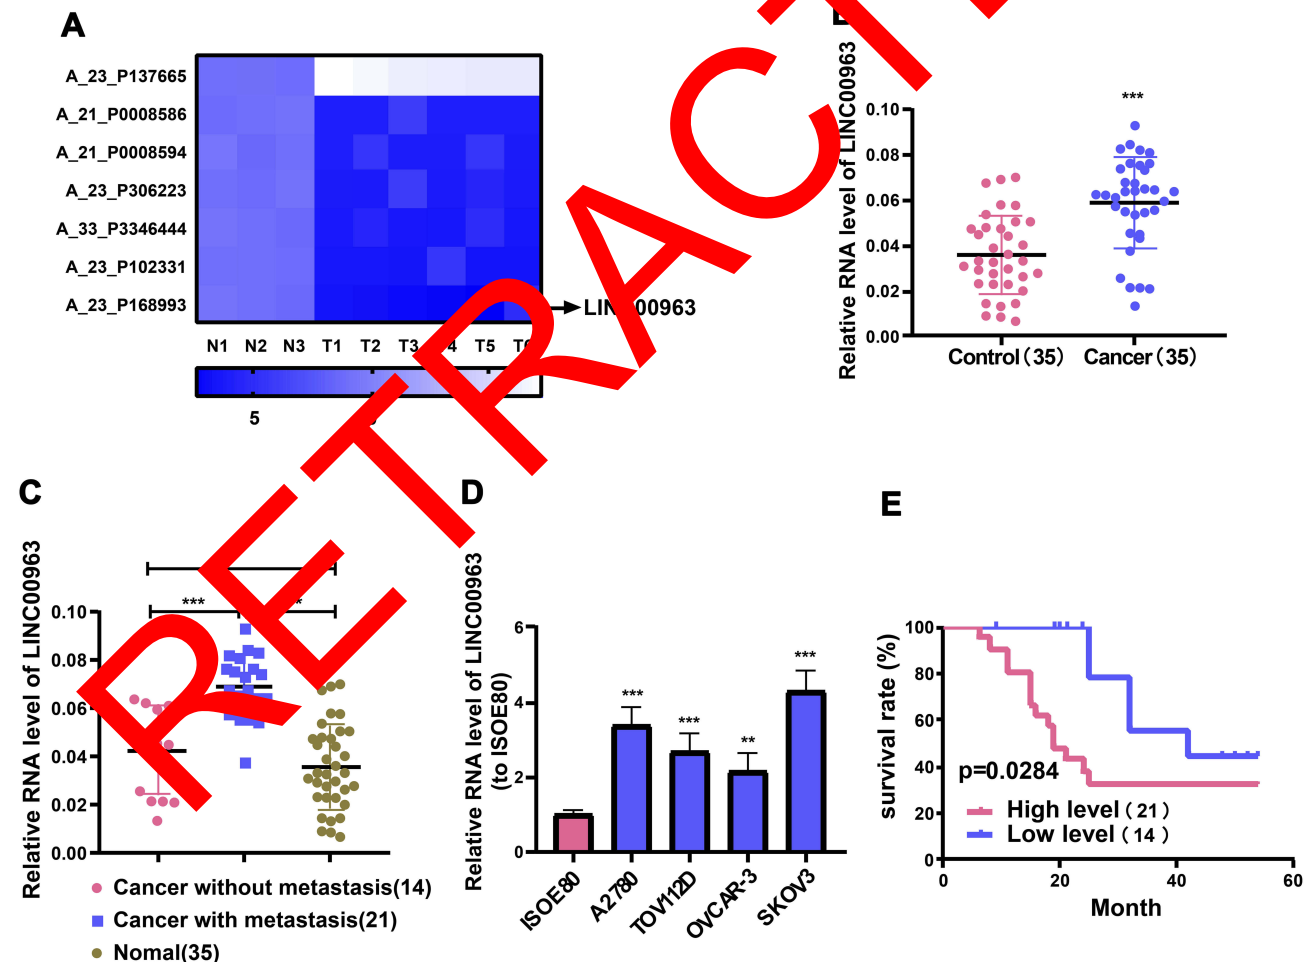 A
A_23_P137665
A_21_P0008586
A_21_P0008594
A_23_P306223
A_33_P3346444
A_23_P102331
A_23_P168993
LINC00963
N1 N2 N3 T1 T2 T3 T5
5
Relative RNA level of LINC00963
0.10
0.08
0.06
0.04
0.02
0.00
***
Control(35) Cancer(35)
RETRACT
C
Relative RNA level of LINC00963
0.10
0.08
0.06
0.04
0.02
0.00
***
Cancer without metastasis(14)
Cancer with metastasis(21)
Nomal(35)
D
Relative RNA level of LINC00963
(to ISOE80)
6
4
2
0
***
***
**
***
ISOE80 A2780 TOV112D OVCAR-3 SKOV3
E
survival rate (%)
100
80
60
40
20
0
p=0.0284
High level(21)
Low level(14)
0 20 40 60
Month